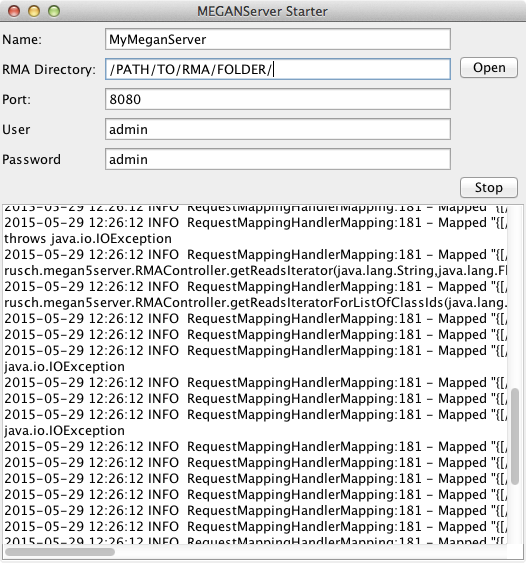 MEGANServer Starter
Name: MyMeganServer
RMA Directory: /PATH/TO/RMA/FOLDER/ Open
Port: 8080
User admin
Password admin
Stop
2015-05-29 12:26:12 INFO RequestMappingHandlerMapping:181 - Mapped "{[/
2015-05-29 12:26:12 INFO RequestMappingHandlerMapping:181 - Mapped "{[/
throws java.io.IOException
2015-05-29 12:26:12 INFO RequestMappingHandlerMapping:181 - Mapped "{[/
rusch.megan5server.RMAController.getReadsIterator(java.lang.String,java.lang.Fl
2015-05-29 12:26:12 INFO RequestMappingHandlerMapping:181 - Mapped "{[/
rusch.megan5server.RMAController.getReadsIteratorForListOfClassIds(java.lang.
2015-05-29 12:26:12 INFO RequestMappingHandlerMapping:181 - Mapped "{[/
2015-05-29 12:26:12 INFO RequestMappingHandlerMapping:181 - Mapped "{[/
2015-05-29 12:26:12 INFO RequestMappingHandlerMapping:181 - Mapped "{[/
java.io.IOException
2015-05-29 12:26:12 INFO RequestMappingHandlerMapping:181 - Mapped "{[/
2015-05-29 12:26:12 INFO RequestMappingHandlerMapping:181 - Mapped "{[/
2015-05-29 12:26:12 INFO RequestMappingHandlerMapping:181 - Mapped "{[/
java.io.IOException
2015-05-29 12:26:12 INFO RequestMappingHandlerMapping:181 - Mapped "{[/
2015-05-29 12:26:12 INFO RequestMappingHandlerMapping:181 - Mapped "{[/
2015-05-29 12:26:12 INFO RequestMappingHandlerMapping:181 - Mapped "{[/
2015-05-29 12:26:12 INFO RequestMappingHandlerMapping:181 - Mapped "{[/
2015-05-29 12:26:12 INFO RequestMappingHandlerMapping:181 - Mapped "{[/
2015-05-29 12:26:12 INFO RequestMappingHandlerMapping:181 - Mapped "{[/
2015-05-29 12:26:12 INFO RequestMappingHandlerMapping:181 - Mapped "{[/